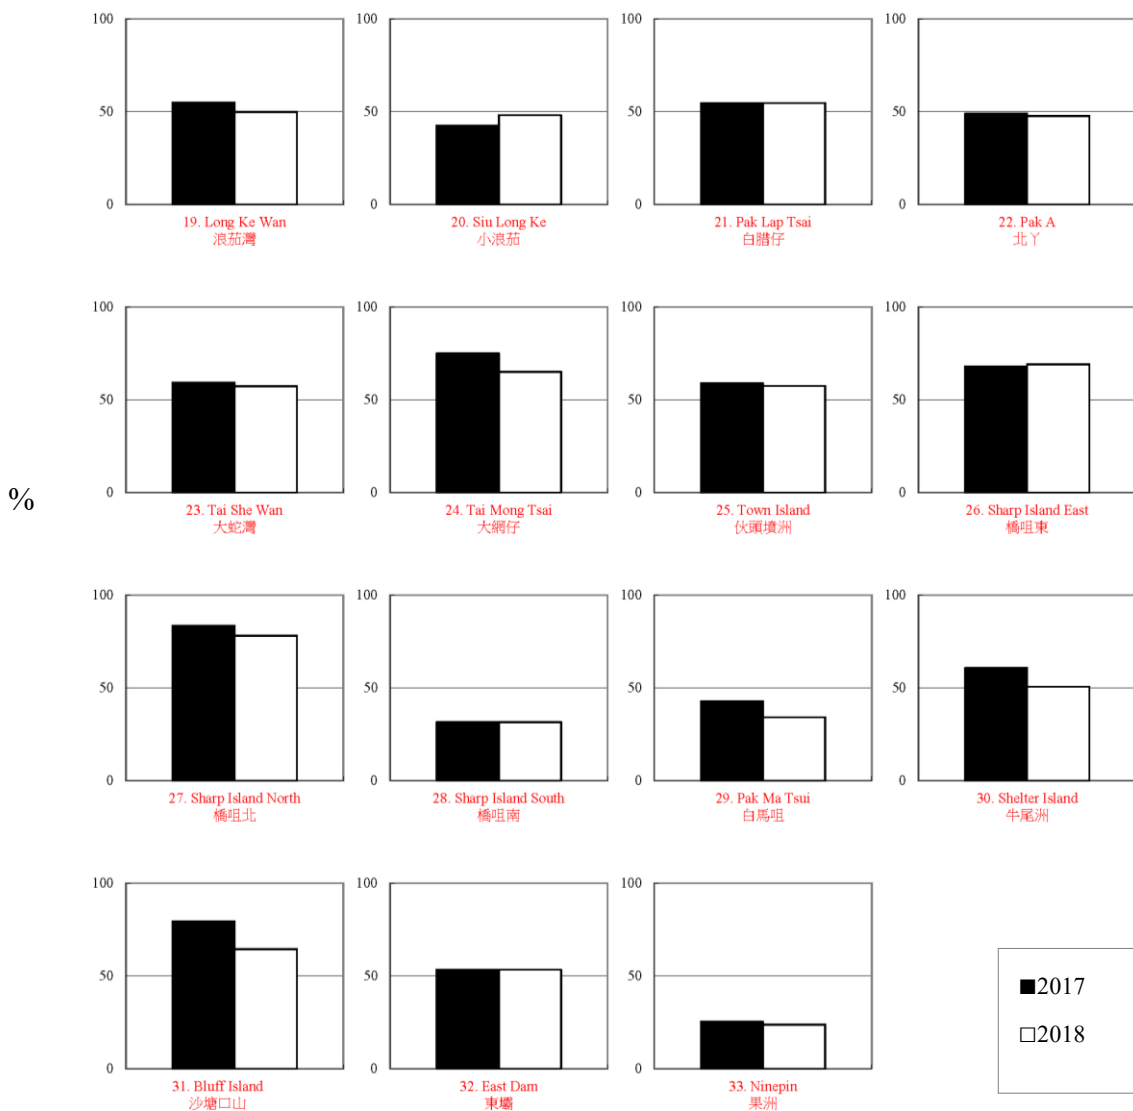 100
50
0
19. Long Ke Wan
浪茄灣
100
50
0
20. Siu Long Ke
小浪茄
100
50
0
21. Pak Lap Tsai
白腊仔
100
50
0
22. Pak A
北丫
%
100
50
0
23. Tai She Wan
大蛇灣
100
50
0
24. Tai Mong Tsai
大網仔
100
50
0
25. Town Island
伙頭墳洲
100
50
0
26. Sharp Island East
橋咀東
100
50
0
27. Sharp Island North
橋咀北
100
50
0
28. Sharp Island South
橋咀南
100
50
0
29. Pak Ma Tsui
白馬咀
100
50
0
30. Shelter Island
牛尾洲
100
50
0
31. Bluff Island
沙塘口山
100
50
0
32. East Dam
東壩
100
50
0
33. Ninepin
果洲
■2017
□2018